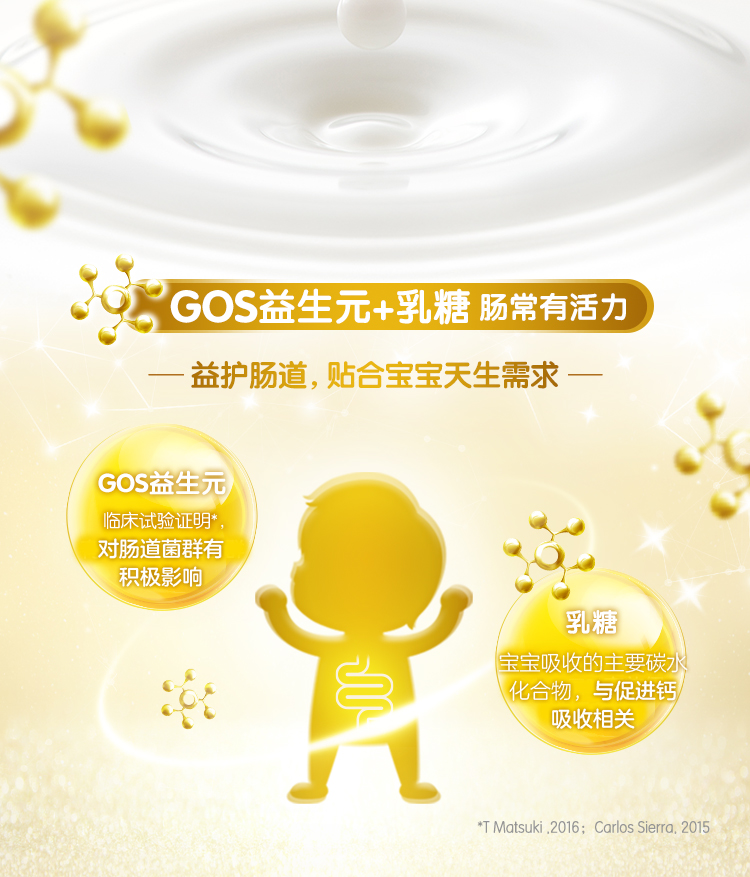 GOS益生元+乳糖 肠常有活力
益护肠道,贴合宝宝天生需求
GOS益生元
临床试验证明*,
对肠道菌群有
积极影响
乳糖
宝宝吸收的主要碳水
化合物,与促进钙
吸收相关
*T Matsuki ,2016; Carlos Sierra, 2015